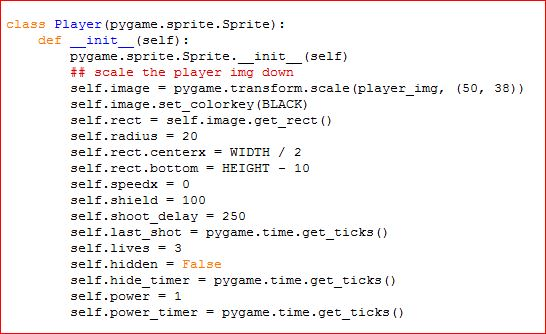 class Player(pygame.sprite.Sprite):
    def __init__(self):
        pygame.sprite.Sprite.__init__(self)
        ## scale the player img down
        self.image = pygame.transform.scale(player_img, (50, 38))
        self.image.set_colorkey(BLACK)
        self.rect = self.image.get_rect()
        self.radius = 20
        self.rect.centerx = WIDTH / 2
        self.rect.bottom = HEIGHT - 10
        self.speedx = 0
        self.shield = 100
        self.shoot_delay = 250
        self.last_shot = pygame.time.get_ticks()
        self.lives = 3
        self.hidden = False
        self.hide_timer = pygame.time.get_ticks()
        self.power = 1
        self.power_timer = pygame.time.get_ticks()